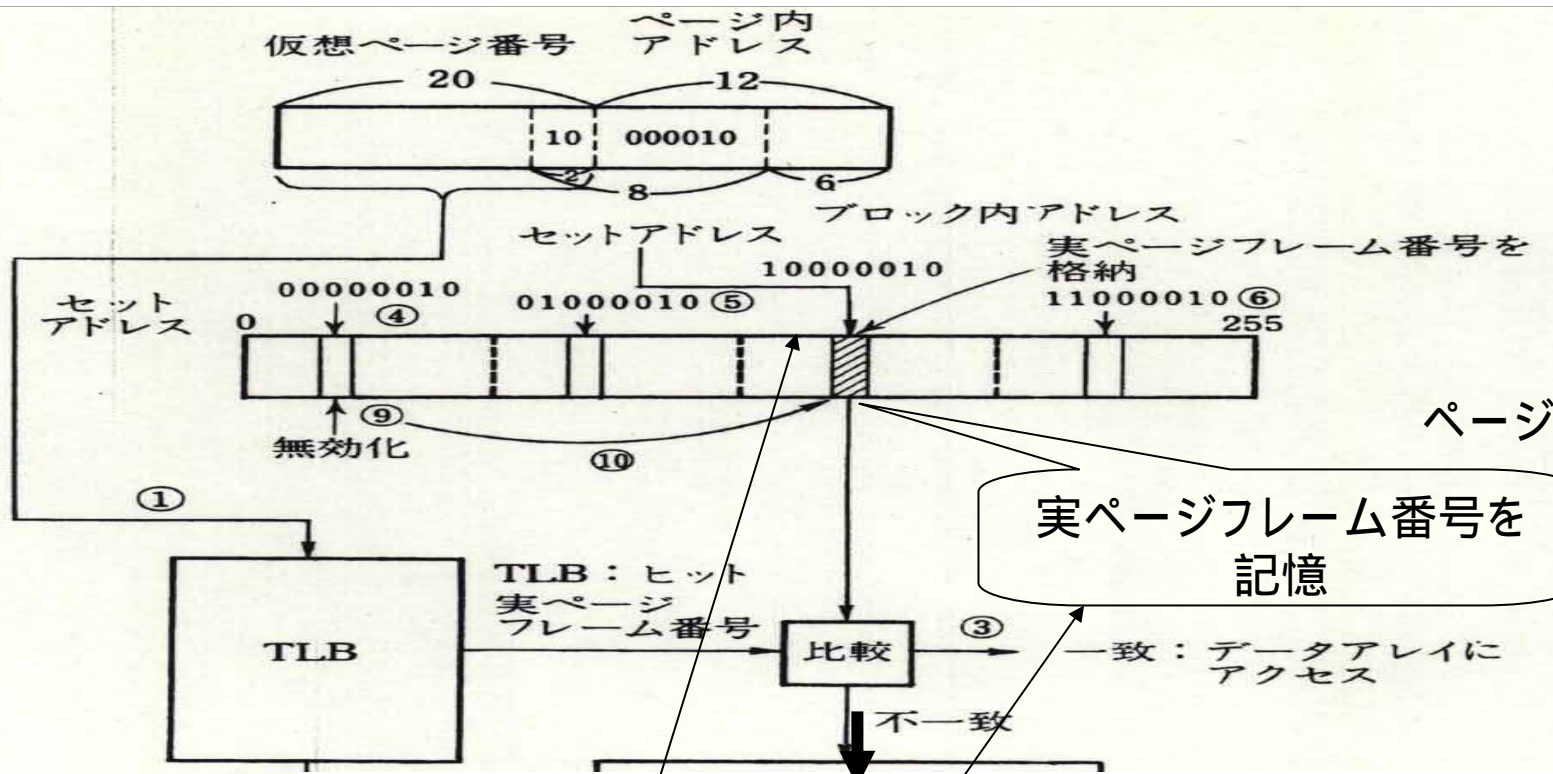 ページ内
アドレス
仮想ページ番号
20
12
10
000010
2
8
6
ブロック内アドレス
セットアドレス
実ページフレーム番号を
格納
10000010
00000010
④
01000010 ⑤
11000010 ⑥
セット
アドレス
0
255
⑨
無効化
⑩
ページ
実ページフレーム番号を
記憶
①
TLB:ヒット
実ページ
フレーム番号
TLB
比較
③
一致:データアレイに
アクセス
不一致